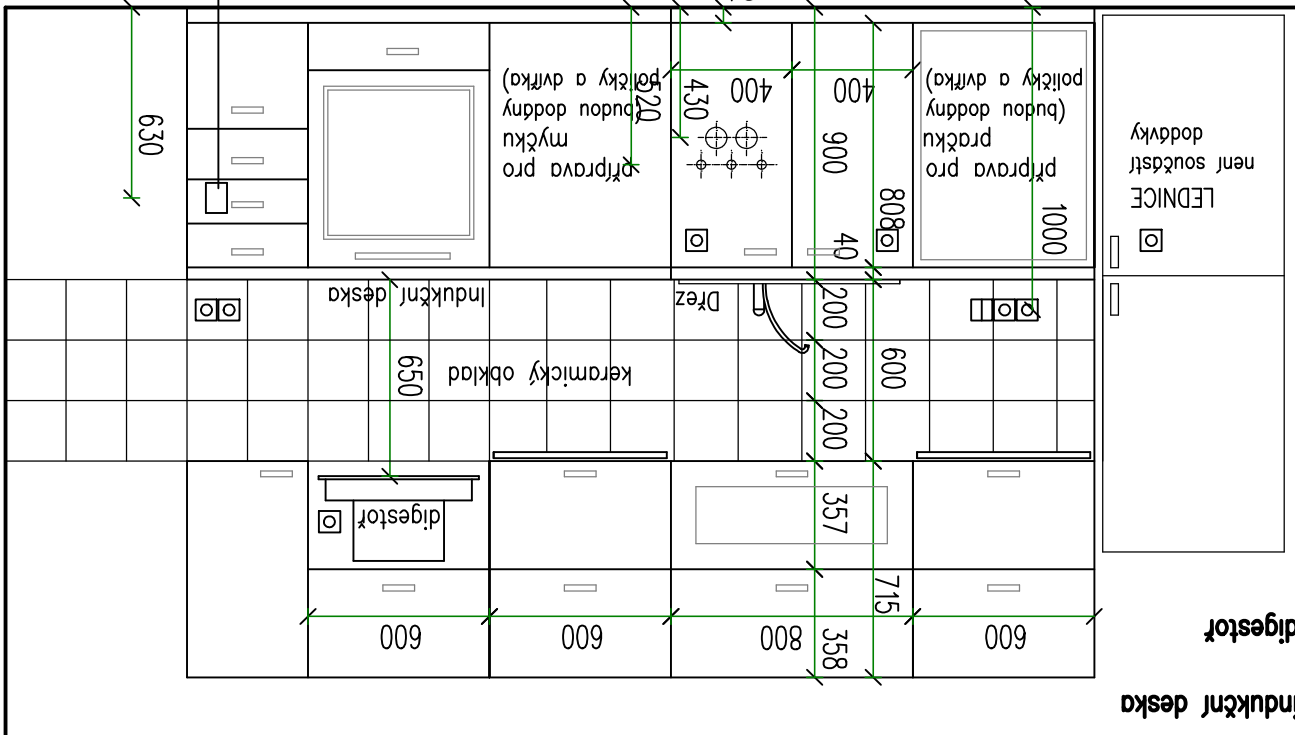 indukční deska
digestoř
600
358
800
600
600
715
357
digestoř
200
200
200
600
keramický obklad
650
Dřez
Indukční deska
LEDNICE
není součástí
dodávky
1000
příprava pro
pračku
(budou dodány
poličky a dvířka)
40
808
900
400
400
430
520
příprava pro
myčku
(budou dodány
poličky a dvířka)
630